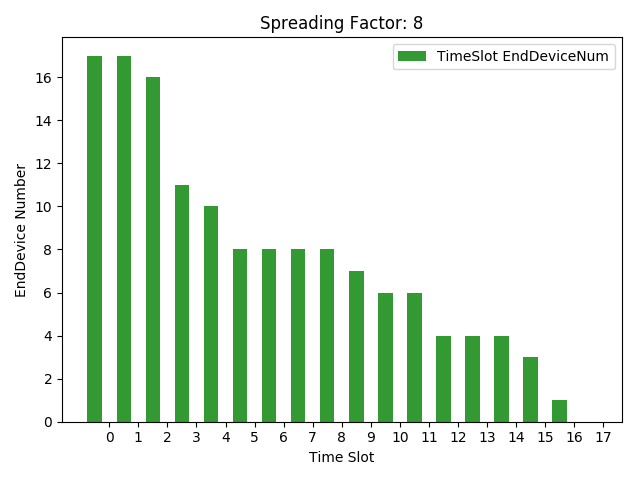 Spreading Factor: 8
TimeSlot EndDeviceNum
16
14
12
10
8
6
4
2
0
EndDevice Number
0 1 2 3 4 5 6 7 8 9 10 11 12 13 14 15 16 17
Time Slot